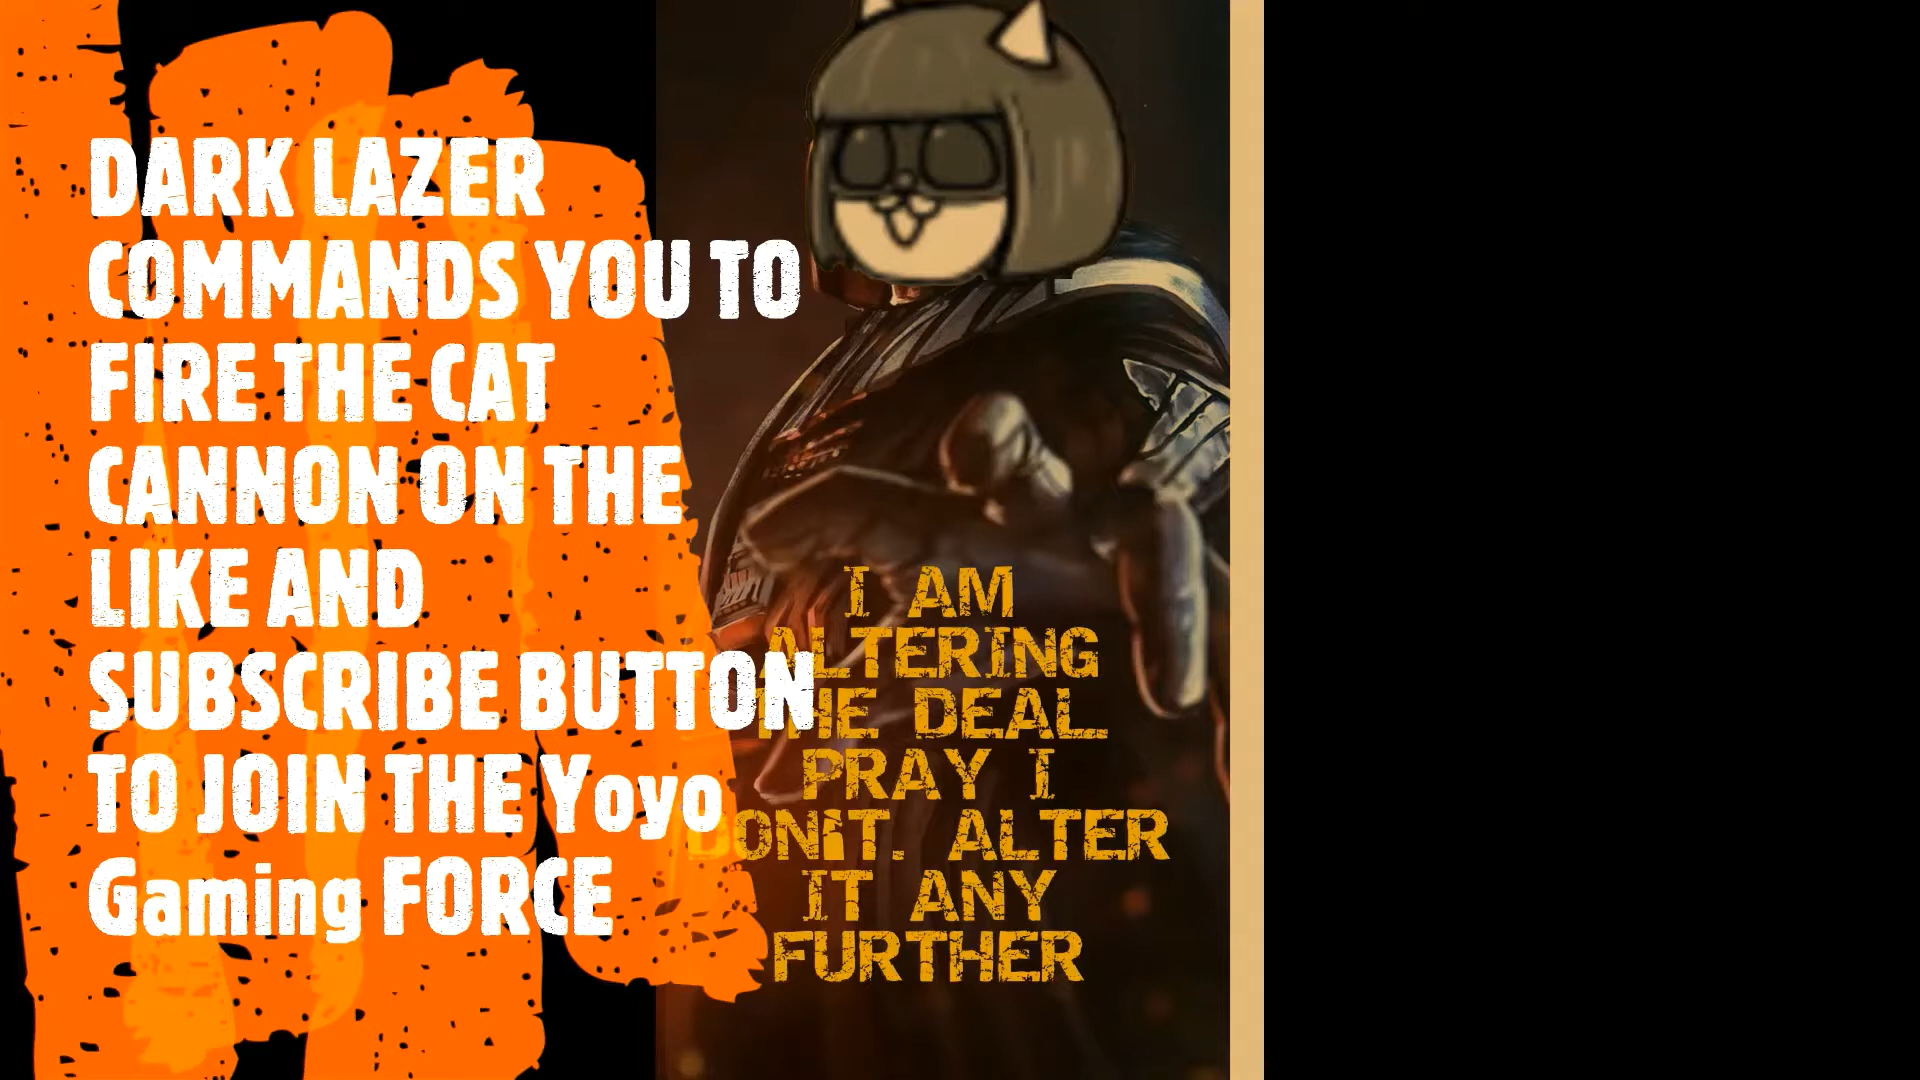 DARK LAZER
COMMANDS YOU TO
FIRE THE CAT
CANNON ON THE
LIKE AND
SUBSCRIBE BUTTON
TO JOIN THE Yoyo
Gaming FORCE
I AM
ALTERING
THE DEAL.
PRAY I
DON'T. ALTER
IT ANY
FURTHER